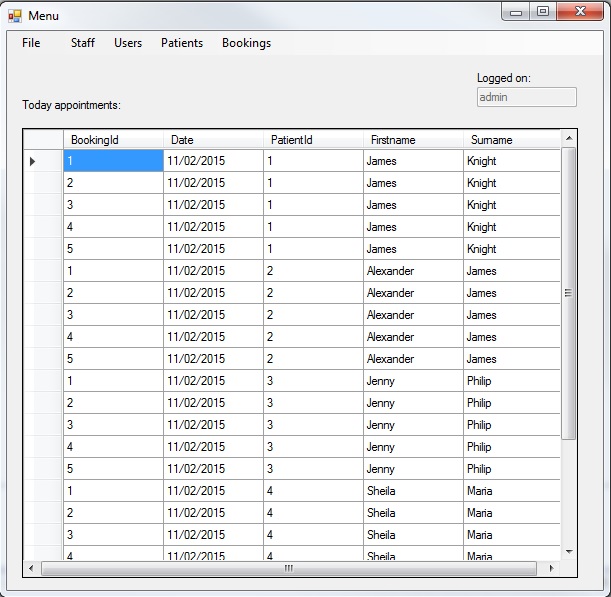 Menu
File Staff Users Patients Bookings
Logged on:
admin
Today appointments:
BookingId Date PatientId Firstname Surname
1 11/02/2015 1 James Knight
2 11/02/2015 1 James Knight
3 11/02/2015 1 James Knight
4 11/02/2015 1 James Knight
5 11/02/2015 1 James Knight
1 11/02/2015 2 Alexander James
2 11/02/2015 2 Alexander James
3 11/02/2015 2 Alexander James
4 11/02/2015 2 Alexander James
5 11/02/2015 2 Alexander James
1 11/02/2015 3 Jenny Philip
2 11/02/2015 3 Jenny Philip
3 11/02/2015 3 Jenny Philip
4 11/02/2015 3 Jenny Philip
5 11/02/2015 3 Jenny Philip
1 11/02/2015 4 Sheila Maria
2 11/02/2015 4 Sheila Maria
3 11/02/2015 4 Sheila Maria
4 11/02/2015 4 Sheila Maria